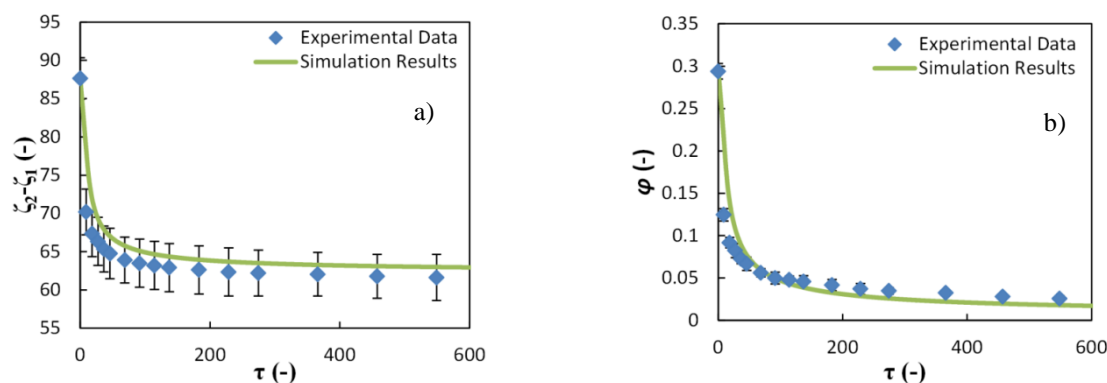 95
90
85
80
75
70
65
60
55
ζ₂-ζ₁ (-)
Experimental Data
Simulation Results
a)
0 200 400 600
τ (-)
0.35
0.3
0.25
0.2
0.15
0.1
0.05
0
φ (-)
Experimental Data
Simulation Results
b)
0 200 400 600
τ (-)